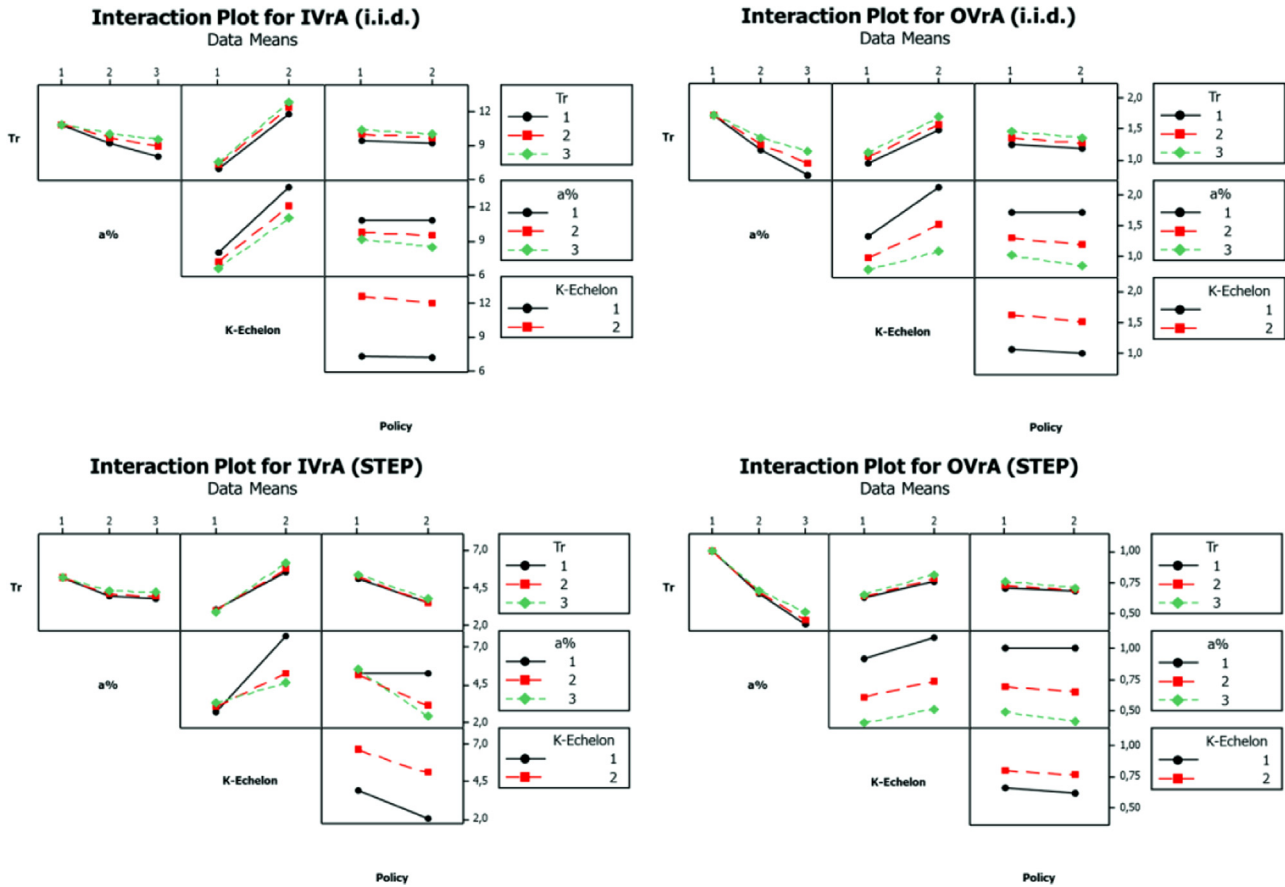 Interaction Plot for IVrA (i.i.d.)
Data Means
1 2 3 1 2 1 2
Tr
12
9
6
Tr
1
2
3
a%
12
9
6
a%
1
2
3
K-Echelon
12
9
6
K-Echelon
1
2
Policy
Interaction Plot for OVrA (i.i.d.)
Data Means
1 2 3 1 2 1 2
Tr
2,0
1,5
1,0
Tr
1
2
3
a%
2,0
1,5
1,0
a%
1
2
3
K-Echelon
2,0
1,5
1,0
K-Echelon
1
2
Policy
Interaction Plot for IVrA (STEP)
Data Means
1 2 3 1 2 1 2
Tr
7,0
4,5
2,0
Tr
1
2
3
a%
7,0
4,5
2,0
a%
1
2
3
K-Echelon
7,0
4,5
2,0
K-Echelon
1
2
Policy
Interaction Plot for OVrA (STEP)
Data Means
1 2 3 1 2 1 2
Tr
1,00
0,75
0,50
Tr
1
2
3
a%
1,00
0,75
0,50
a%
1
2
3
K-Echelon
1,00
0,75
0,50
K-Echelon
1
2
Policy